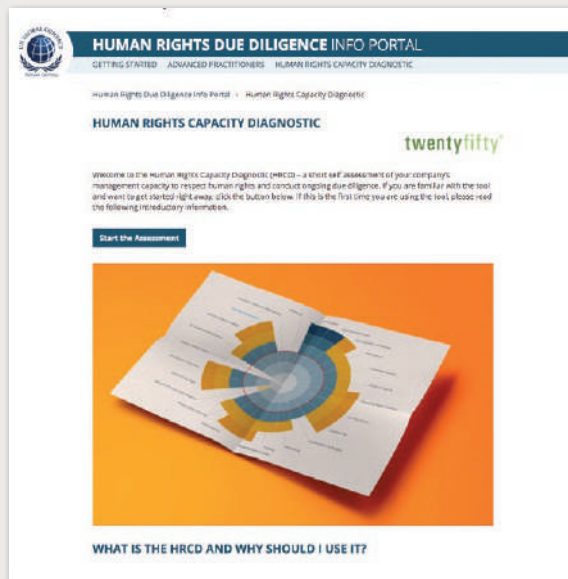 HUMAN RIGHTS DUE DILIGENCE INFO PORTAL
GETTING STARTED ADVANCED PRACTITIONERS HUMAN RIGHTS CAPACITY DIAGNOSTIC
Human Rights Due Diligence Info Portal › Human Rights Capacity Diagnostic
HUMAN RIGHTS CAPACITY DIAGNOSTIC
twentyfifty
Welcome to the Human Rights Capacity Diagnostic (HRCD) – a short self assessment of your company's
management capacity to respect human rights and conduct ongoing due diligence. If you are familiar with the tool
and want to get started right away, click the button below. If this is the first time you are using the tool, please read
the following introductory information.
Start the Assessment
WHAT IS THE HRCD AND WHY SHOULD I USE IT?